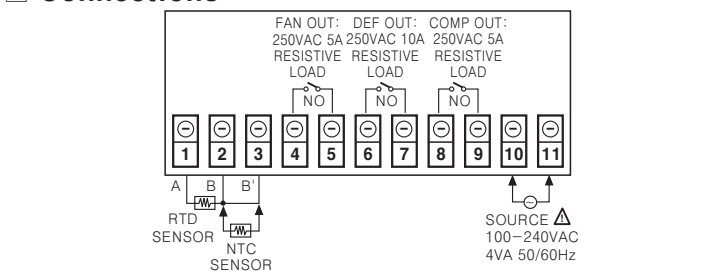 Connections
FAN OUT: DEF OUT: COMP OUT:
250VAC 5A 250VAC 10A 250VAC 5A
RESISTIVE RESISTIVE RESISTIVE
LOAD LOAD LOAD
NO NO NO
1 2 3 4 5 6 7 8 9 10 11
A B B'
RTD
SENSOR
NTC
SENSOR
SOURCE
100-240VAC
4VA 50/60Hz